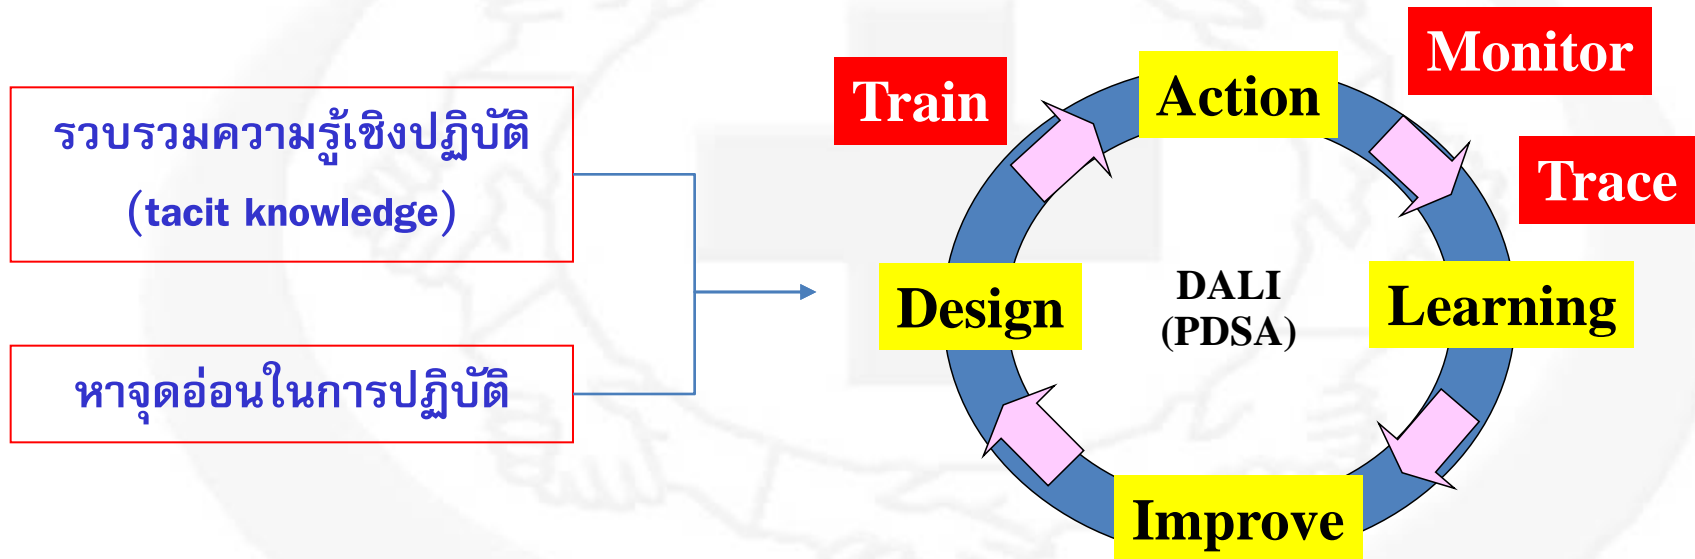 รวบรวมความรู้เชิงปฏิบัติ
(tacit knowledge)
หาจุดอ่อนในการปฏิบัติ
Train
Action
Monitor
Trace
Design
DALI
(PDSA)
Learning
Improve